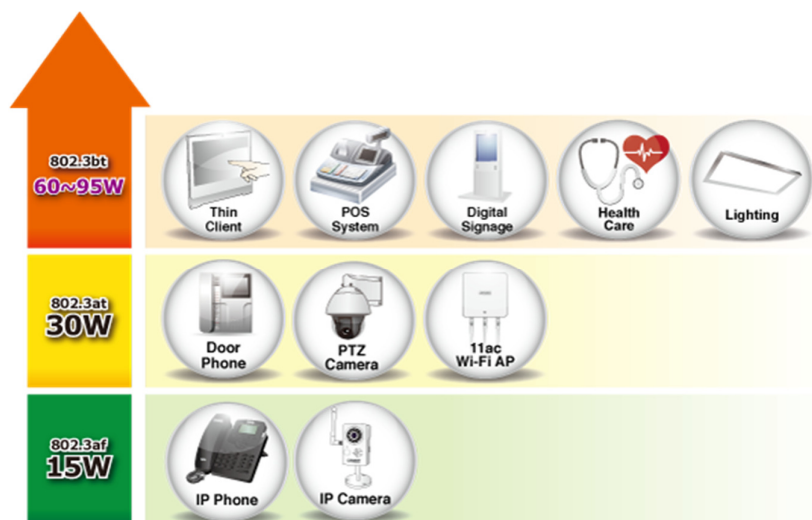 802.3bt
60~95W
Thin
Client
POS
System
Digital
Signage
Health
Care
Lighting
802.3at
30W
Door
Phone
PTZ
Camera
11ac
Wi-Fi AP
802.3af
15W
IP Phone
IP Camera